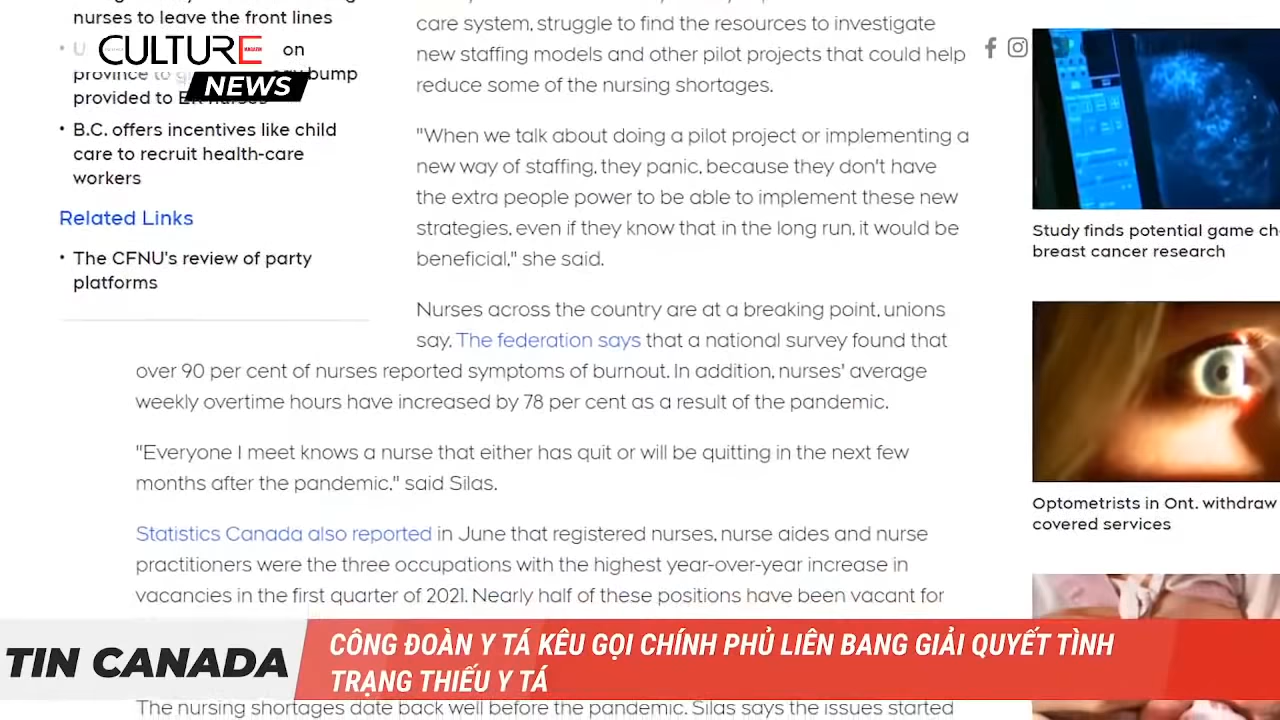 nurses to leave the front lines
U
on
CULTURE
MAGAZIN
NEWS
province to
bump
provided to ER nurses
B.C. offers incentives like child
care to recruit health-care
workers
Related Links
The CFNU's review of party
platforms
care system, struggle to find the resources to investigate
new staffing models and other pilot projects that could help
reduce some of the nursing shortages.
"When we talk about doing a pilot project or implementing a
new way of staffing, they panic, because they don't have
the extra people power to be able to implement these new
strategies, even if they know that in the long run, it would be
beneficial," she said.
Nurses across the country are at a breaking point, unions
say. The federation says that a national survey found that
over 90 per cent of nurses reported symptoms of burnout. In addition, nurses' average
weekly overtime hours have increased by 78 per cent as a result of the pandemic.
"Everyone I meet knows a nurse that either has quit or will be quitting in the next few
months after the pandemic," said Silas.
Statistics Canada also reported in June that registered nurses, nurse aides and nurse
practitioners were the three occupations with the highest year-over-year increase in
vacancies in the first quarter of 2021. Nearly half of these positions have been vacant for
The nursing shortages date back well before the pandemic. Silas says the issues started
Study finds potential game ch
breast cancer research
Optometrists in Ont. withdraw
covered services
TIN CANADA
CÔNG ĐOÀN Y TÁ KÊU GỌI CHÍNH PHỦ LIÊN BANG GIẢI QUYẾT TÌNH
TRẠNG THIẾU Y TÁ